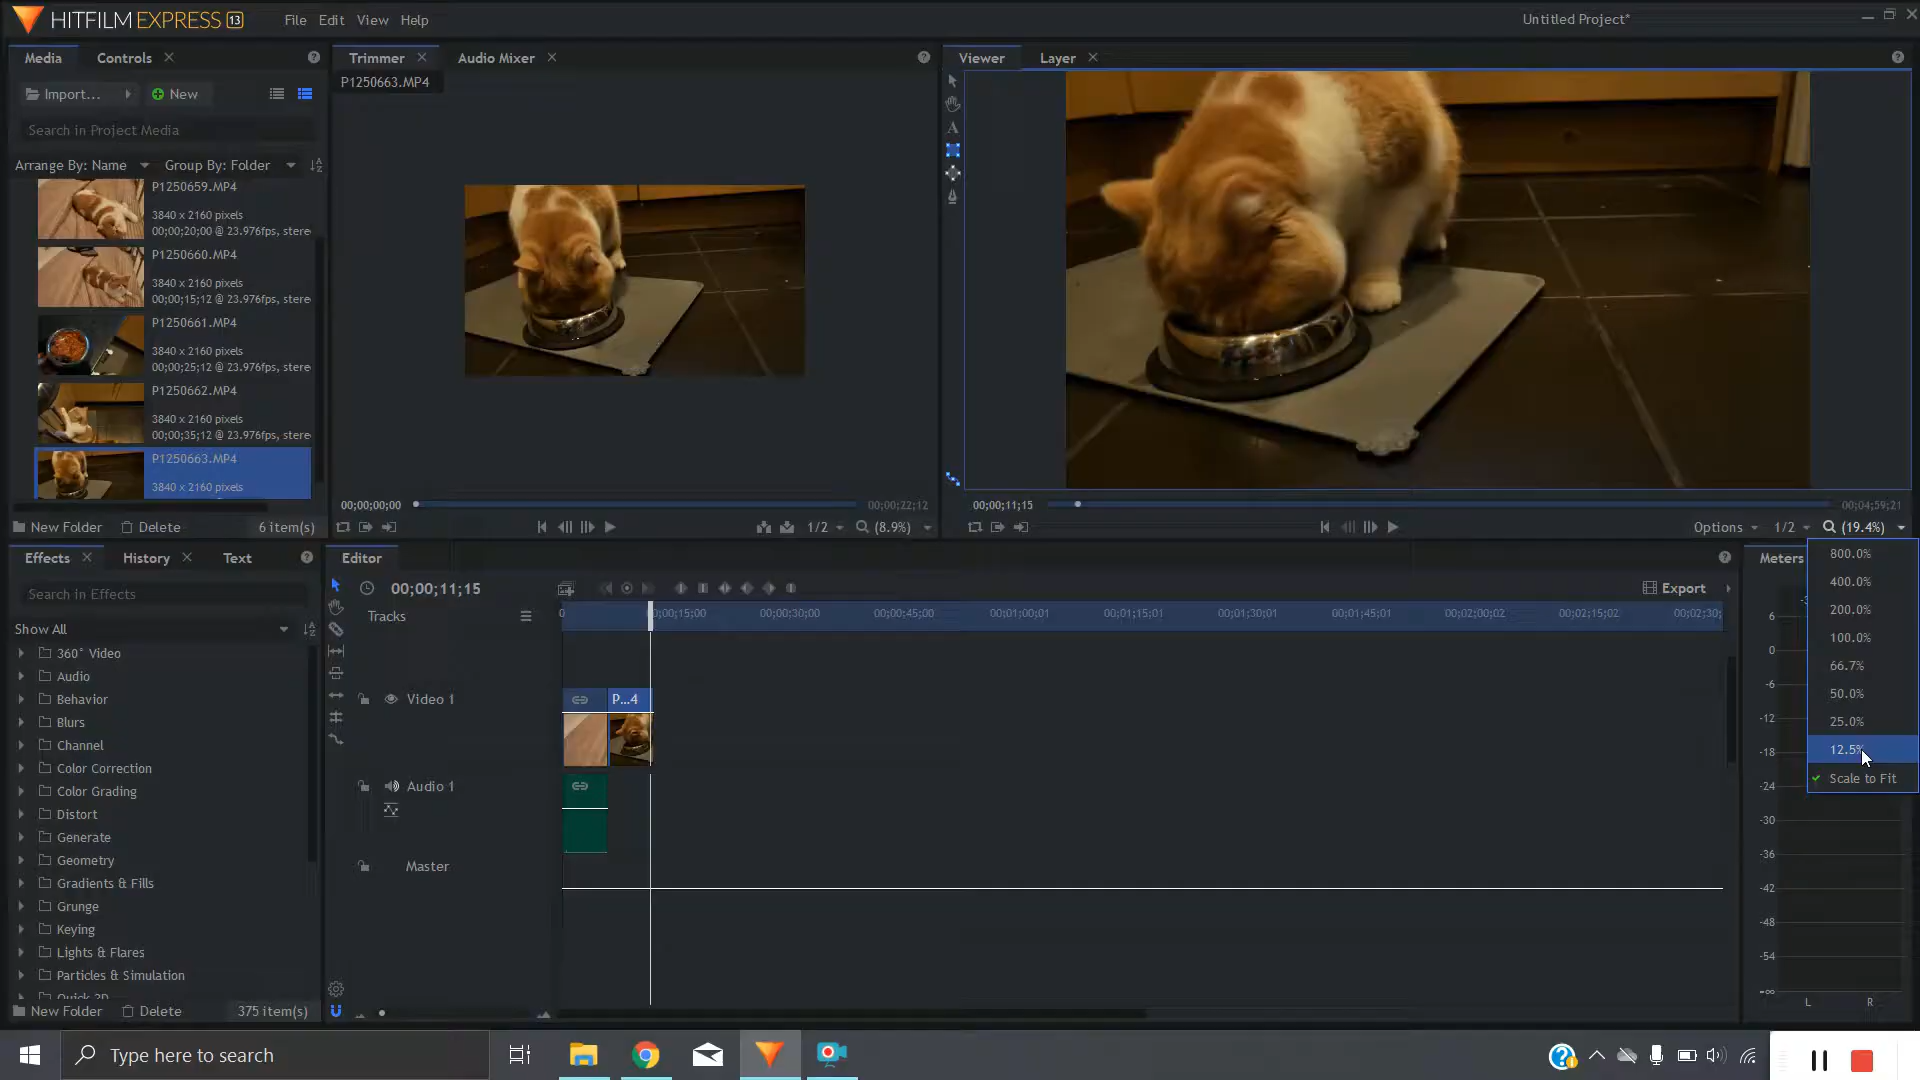 HITFILM EXPRESS 13
File Edit View Help
Untitled Project*
Media Controls
Trimmer Audio Mixer
Viewer Layer
P1250663.MP4
Import... New
Search in Project Media
Arrange By: Name Group By: Folder
P1250659.MP4
3840 x 2160 pixels
00;00;20;00 @ 23.976fps, stere
P1250660.MP4
3840 x 2160 pixels
00;00;15;12 @ 23.976fps, stere
P1250661.MP4
3840 x 2160 pixels
00;00;25;12 @ 23.976fps, stere
P1250662.MP4
3840 x 2160 pixels
00;00;35;12 @ 23.976fps, stere
P1250663.MP4
3840 x 2160 pixels
New Folder Delete 6 item(s)
00;00;00;00 00;00;22;12
1/2 (8.9%)
00;00;11;15 00;04;59;21
Options 1/2 (19.4%)
800.0%
400.0%
200.0%
100.0%
66.7%
50.0%
25.0%
12.5%
Scale to Fit
Effects History Text
Search in Effects
Show All
360° Video
Audio
Behavior
Blurs
Channel
Color Correction
Color Grading
Distort
Generate
Geometry
Gradients & Fills
Grunge
Keying
Lights & Flares
Particles & Simulation
Quick 3D
New Folder Delete 375 item(s)
Editor
00;00;11;15
Export
Tracks
0 00;00;15;00 00;00;30;00 00;00;45;00 00;01;00;01 00;01;15;01 00;01;30;01 00;01;45;01 00;02;00;02 00;02;15;02 00;02;30;
Video 1
P...4
Audio 1
Master
Meters
6
0
-6
-12
-18
-24
-30
-36
-42
-48
-54
-∞
L R
Type here to search